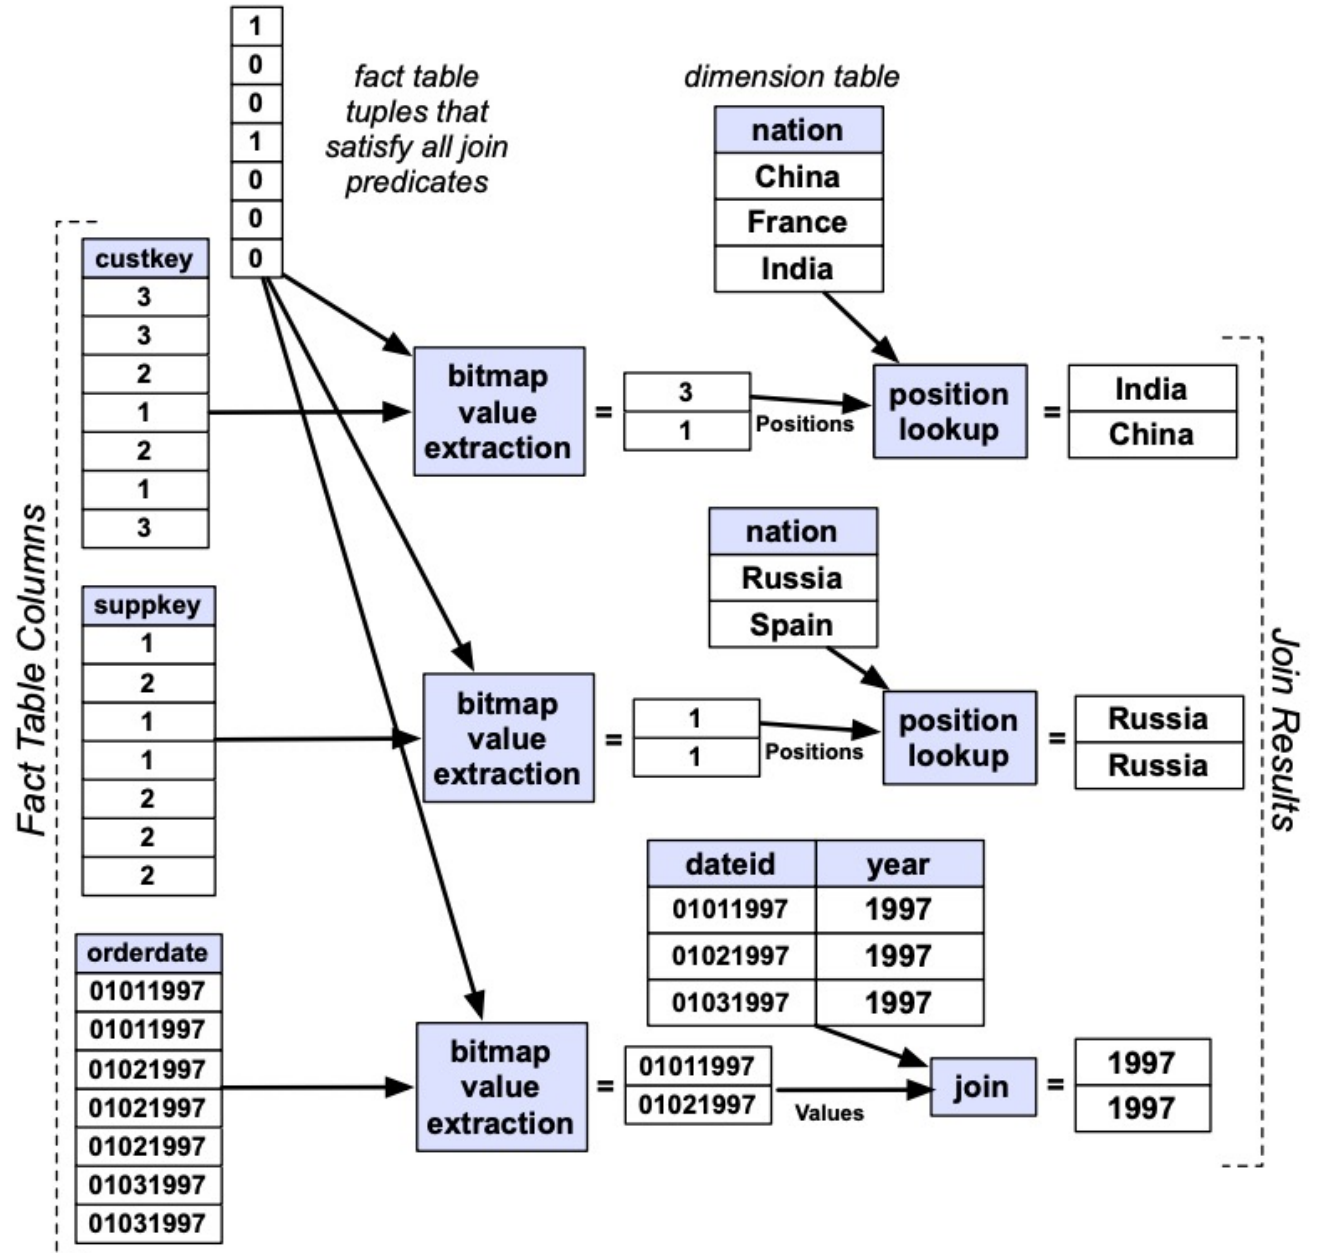 1
0
0
1
0
0
0
fact table
tuples that
satisfy all join
predicates
dimension table
nation
China
France
India
Fact Table Columns
custkey
3
3
2
1
2
1
3
bitmap
value
extraction
=
3
1
Positions
position
lookup
=
India
China
nation
Russia
Spain
suppkey
1
2
1
1
2
2
2
bitmap
value
extraction
=
1
1
Positions
position
lookup
=
Russia
Russia
Join Results
dateid year
01011997 1997
01021997 1997
01031997 1997
orderdate
01011997
01011997
01021997
01021997
01021997
01031997
01031997
bitmap
value
extraction
=
01011997
01021997
Values
join
=
1997
1997